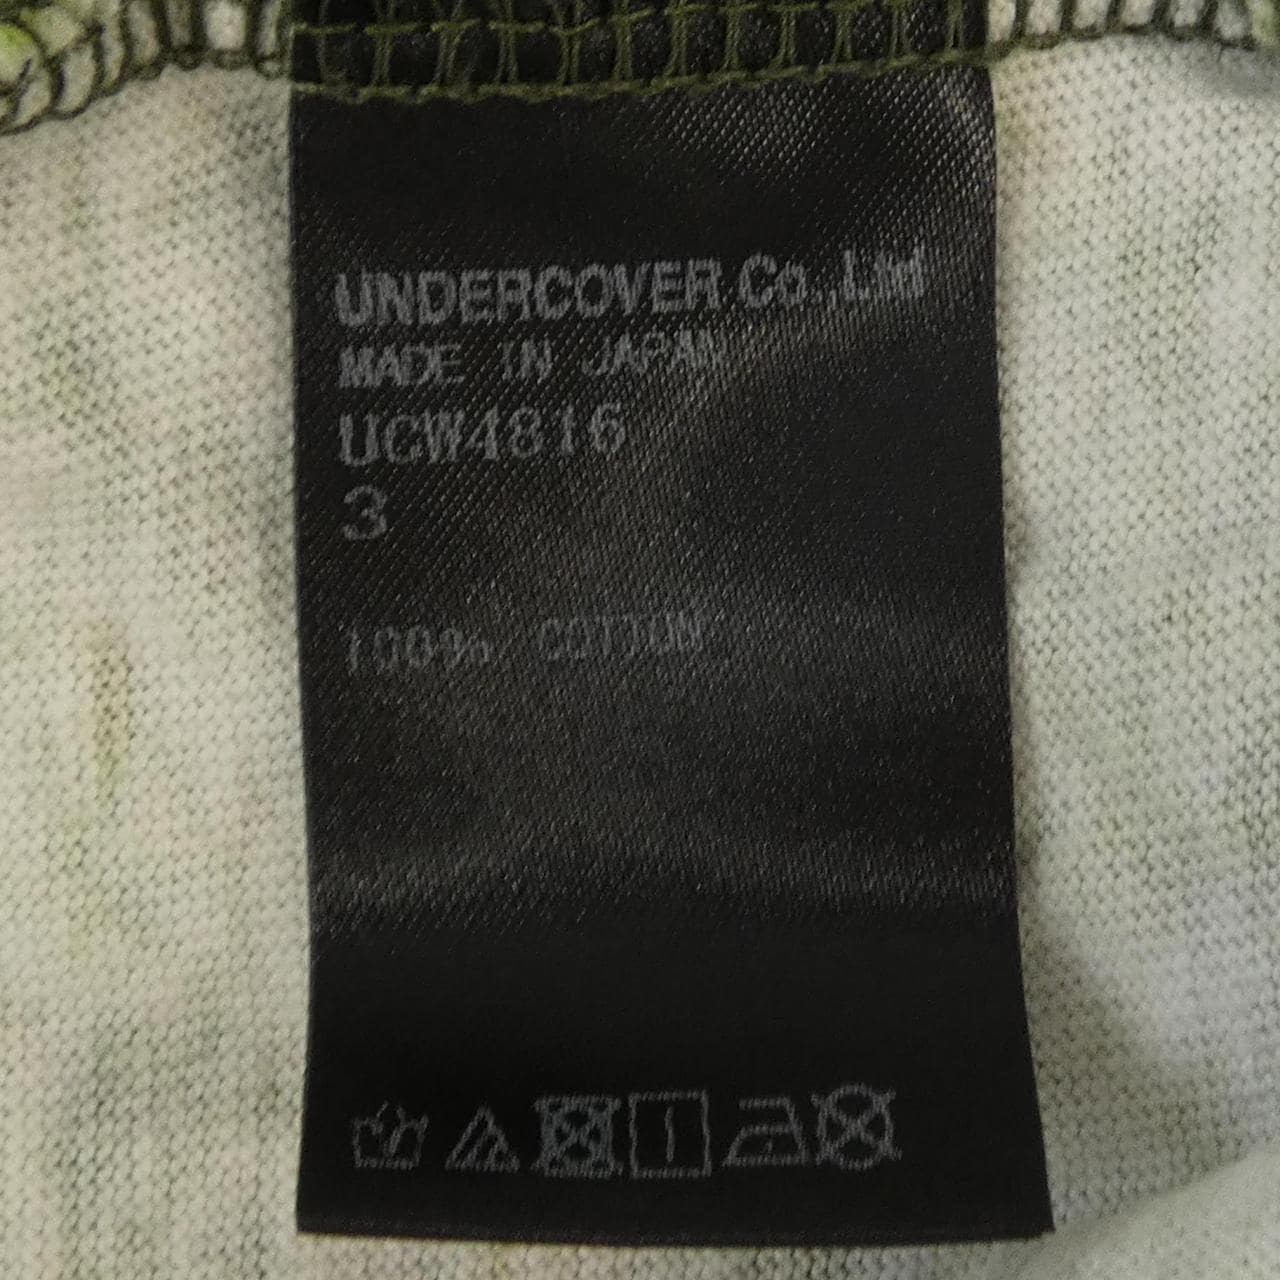 UNDERCOVER Co.,Ltd
MADE IN JAPAN
UCW4816
3
100% COTTON